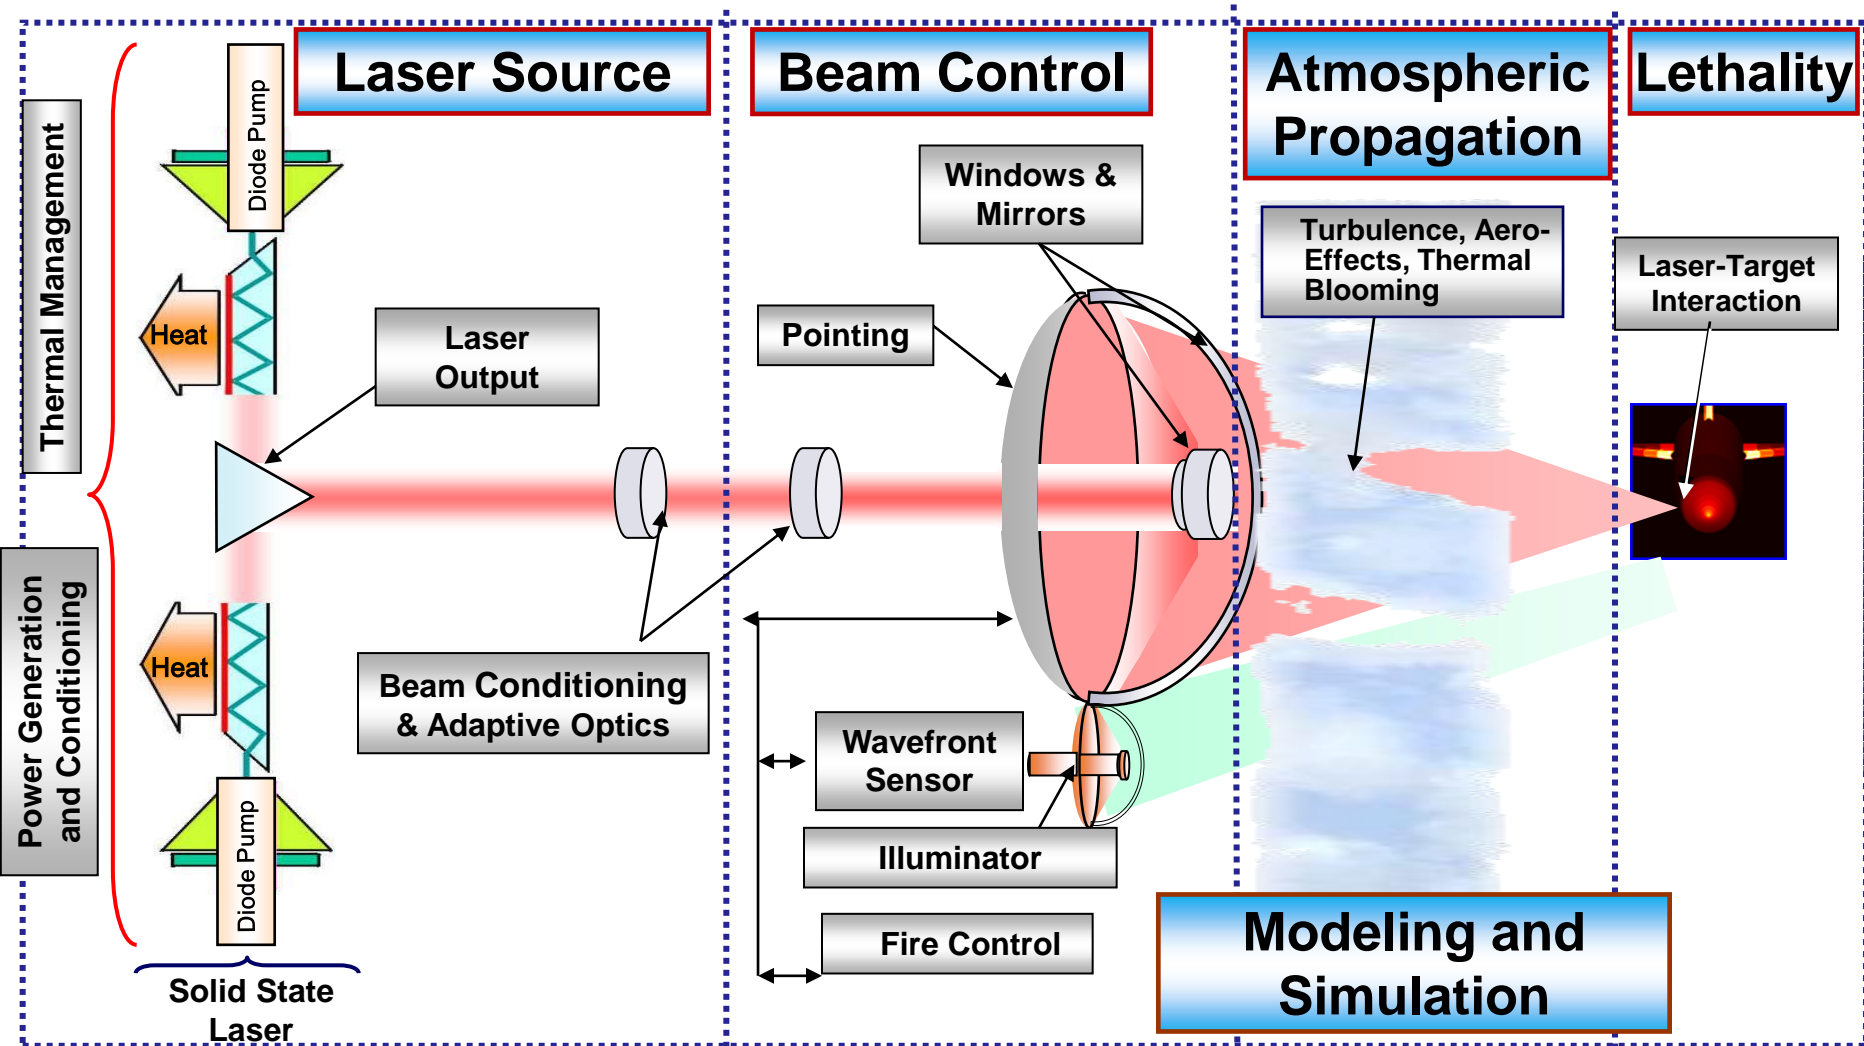 Laser Source
Beam Control
Atmospheric
Propagation
Lethality
Thermal Management
Diode Pump
Heat
Laser
Output
Windows &
Mirrors
Pointing
Turbulence, Aero-
Effects, Thermal
Blooming
Laser-Target
Interaction
Power Generation
and Conditioning
Heat
Diode Pump
Solid State
Laser
Beam Conditioning
& Adaptive Optics
Wavefront
Sensor
Illuminator
Fire Control
Modeling and
Simulation